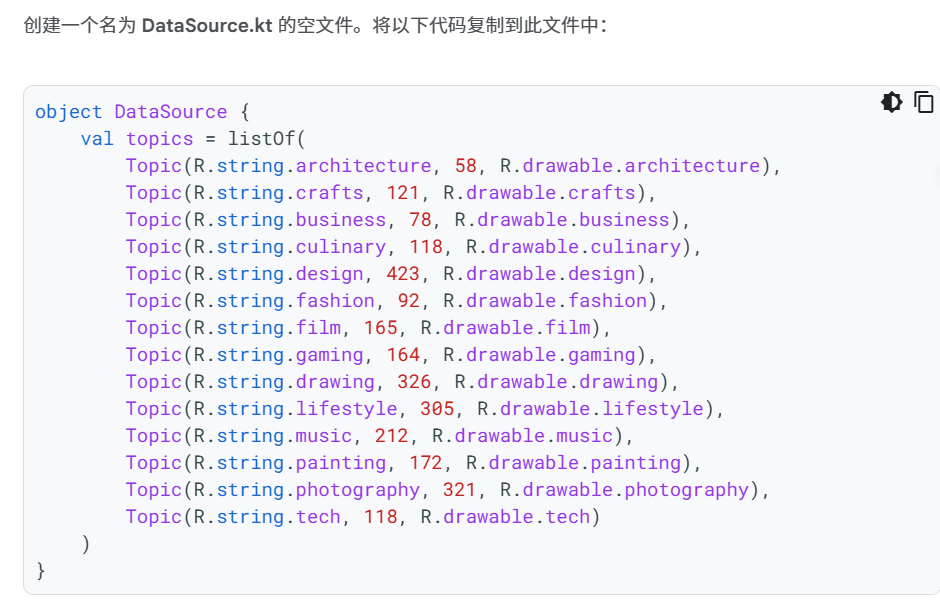 创建一个名为 DataSource.kt 的空文件。将以下代码复制到此文件中：
object DataSource {
    val topics = listOf(
        Topic(R.string.architecture, 58, R.drawable.architecture),
        Topic(R.string.crafts, 121, R.drawable.crafts),
        Topic(R.string.business, 78, R.drawable.business),
        Topic(R.string.culinary, 118, R.drawable.culinary),
        Topic(R.string.design, 423, R.drawable.design),
        Topic(R.string.fashion, 92, R.drawable.fashion),
        Topic(R.string.film, 165, R.drawable.film),
        Topic(R.string.gaming, 164, R.drawable.gaming),
        Topic(R.string.drawing, 326, R.drawable.drawing),
        Topic(R.string.lifestyle, 305, R.drawable.lifestyle),
        Topic(R.string.music, 212, R.drawable.music),
        Topic(R.string.painting, 172, R.drawable.painting),
        Topic(R.string.photography, 321, R.drawable.photography),
        Topic(R.string.tech, 118, R.drawable.tech)
    )
}